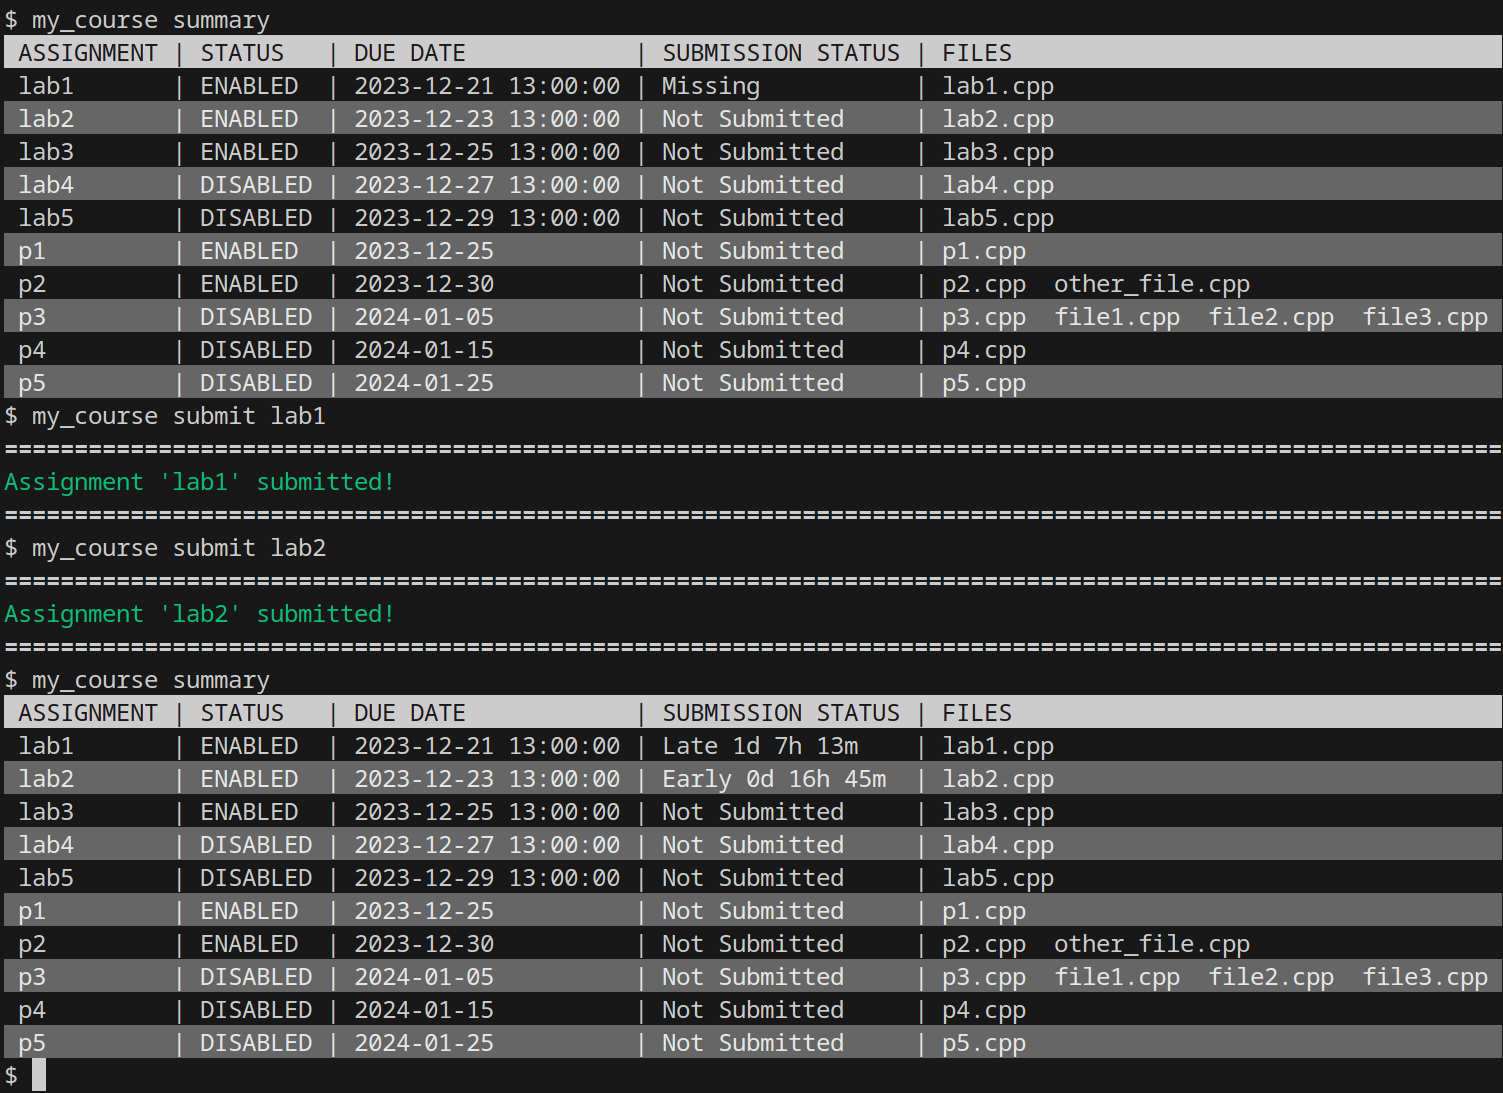 $ my_course summary
ASSIGNMENT | STATUS   | DUE DATE            | SUBMISSION STATUS | FILES
lab1       | ENABLED  | 2023-12-21 13:00:00 | Missing           | lab1.cpp
lab2       | ENABLED  | 2023-12-23 13:00:00 | Not Submitted     | lab2.cpp
lab3       | ENABLED  | 2023-12-25 13:00:00 | Not Submitted     | lab3.cpp
lab4       | DISABLED | 2023-12-27 13:00:00 | Not Submitted     | lab4.cpp
lab5       | DISABLED | 2023-12-29 13:00:00 | Not Submitted     | lab5.cpp
p1         | ENABLED  | 2023-12-25          | Not Submitted     | p1.cpp
p2         | ENABLED  | 2023-12-30          | Not Submitted     | p2.cpp  other_file.cpp
p3         | DISABLED | 2024-01-05          | Not Submitted     | p3.cpp  file1.cpp  file2.cpp  file3.cpp
p4         | DISABLED | 2024-01-15          | Not Submitted     | p4.cpp
p5         | DISABLED | 2024-01-25          | Not Submitted     | p5.cpp
$ my_course submit lab1
===========================================================================================================
Assignment 'lab1' submitted!
===========================================================================================================
$ my_course submit lab2
===========================================================================================================
Assignment 'lab2' submitted!
===========================================================================================================
$ my_course summary
ASSIGNMENT | STATUS   | DUE DATE            | SUBMISSION STATUS | FILES
lab1       | ENABLED  | 2023-12-21 13:00:00 | Late 1d 7h 13m    | lab1.cpp
lab2       | ENABLED  | 2023-12-23 13:00:00 | Early 0d 16h 45m  | lab2.cpp
lab3       | ENABLED  | 2023-12-25 13:00:00 | Not Submitted     | lab3.cpp
lab4       | DISABLED | 2023-12-27 13:00:00 | Not Submitted     | lab4.cpp
lab5       | DISABLED | 2023-12-29 13:00:00 | Not Submitted     | lab5.cpp
p1         | ENABLED  | 2023-12-25          | Not Submitted     | p1.cpp
p2         | ENABLED  | 2023-12-30          | Not Submitted     | p2.cpp  other_file.cpp
p3         | DISABLED | 2024-01-05          | Not Submitted     | p3.cpp  file1.cpp  file2.cpp  file3.cpp
p4         | DISABLED | 2024-01-15          | Not Submitted     | p4.cpp
p5         | DISABLED | 2024-01-25          | Not Submitted     | p5.cpp
$